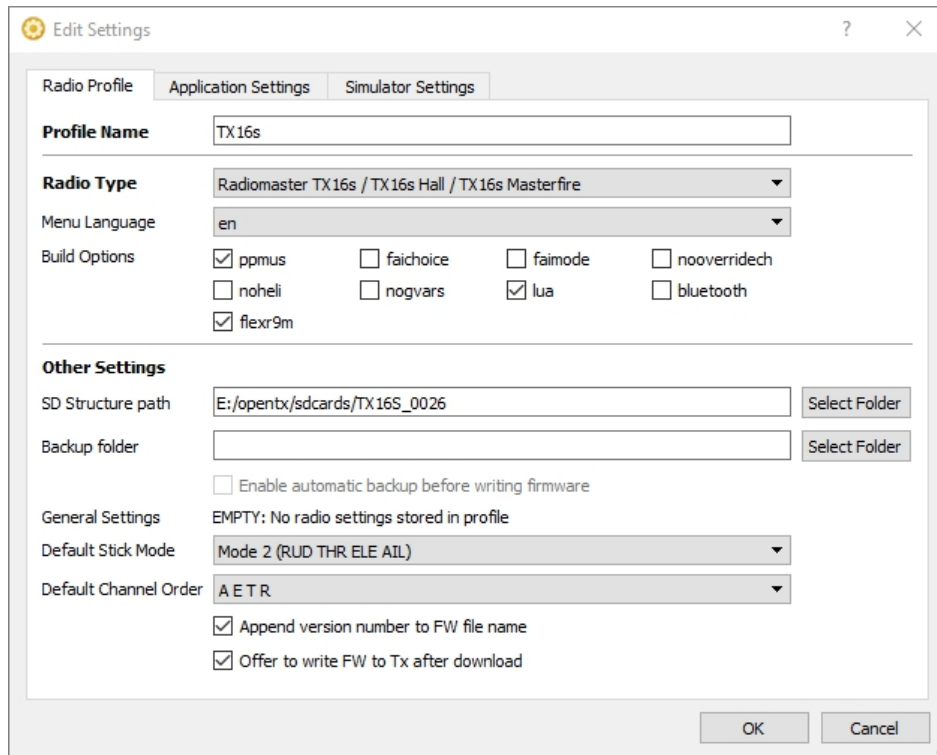 Edit Settings ?
Radio Profile Application Settings Simulator Settings
Profile Name TX16s
Radio Type Radiomaster TX16s / TX16s Hall / TX16s Masterfire
Menu Language en
Build Options ppmus faichoice faimode nooverridech
noheli nogvars lua bluetooth
flexr9m
Other Settings
SD Structure path E:/opentx/sdcards/TX16S_0026 Select Folder
Backup folder Select Folder
Enable automatic backup before writing firmware
General Settings EMPTY: No radio settings stored in profile
Default Stick Mode Mode 2 (RUD THR ELE AIL)
Default Channel Order A E T R
Append version number to FW file name
Offer to write FW to Tx after download
OK Cancel